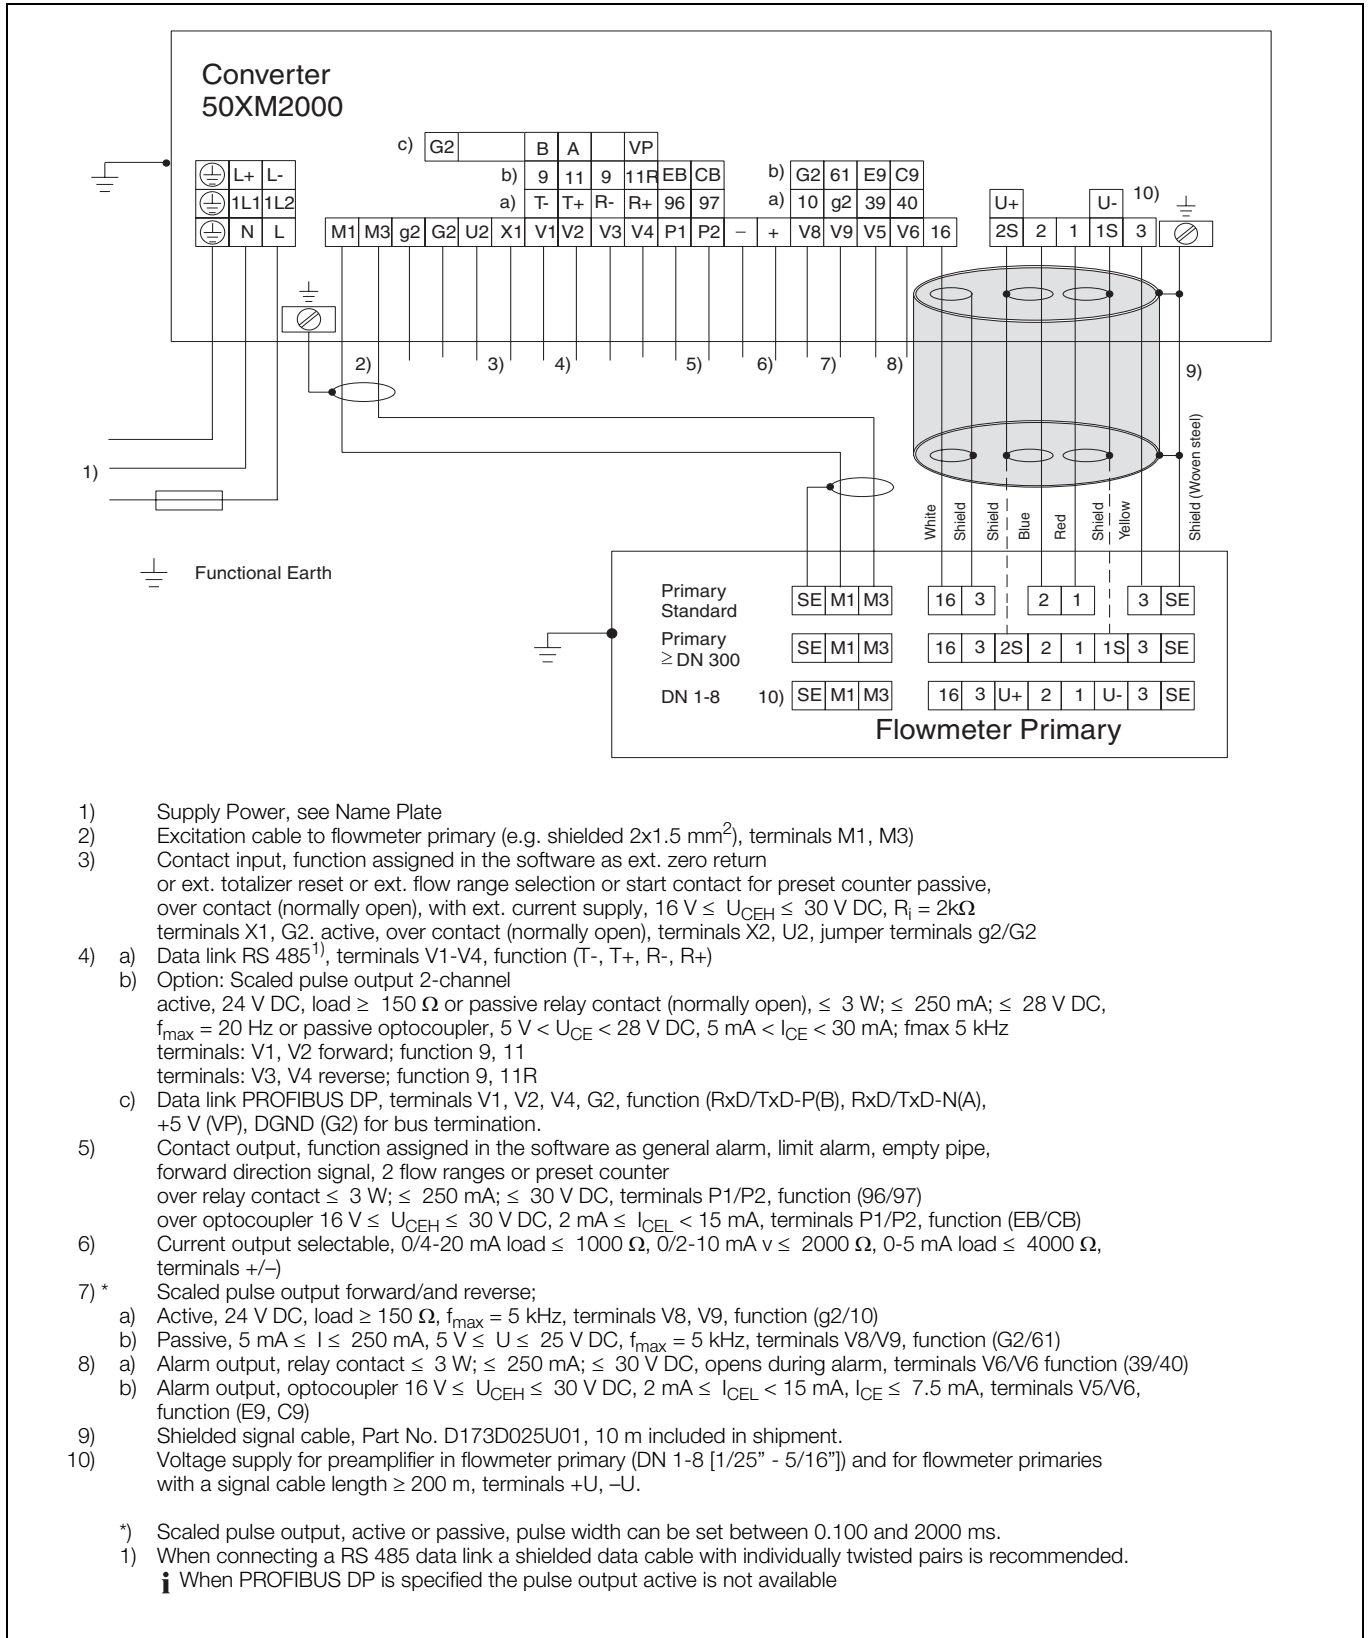 Converter
50XM2000
c) G2 B A VP
L+ L- b) 9 11 9 11R EB CB b) G2 61 E9 C9
1L1 1L2 a) T- T+ R- R+ 96 97 a) 10 g2 39 40 U+ U- 10)
N L M1 M3 g2 G2 U2 X1 V1 V2 V3 V4 P1 P2 – + V8 V9 V5 V6 16 2S 2 1 1S 3
2) 3) 4) 5) 6) 7) 8) 9)
1)
White
Shield
Shield
Blue
Red
Shield
Yellow
Shield (Woven steel)
Functional Earth
Primary
Standard
SE M1 M3 16 3 2 1 3 SE
Primary
≥ DN 300
SE M1 M3 16 3 2S 2 1 1S 3 SE
DN 1-8 10) SE M1 M3 16 3 U+ 2 1 U- 3 SE
Flowmeter Primary
1) Supply Power, see Name Plate
2) Excitation cable to flowmeter primary (e.g. shielded 2x1.5 mm²), terminals M1, M3)
3) Contact input, function assigned in the software as ext. zero return
or ext. totalizer reset or ext. flow range selection or start contact for preset counter passive,
over contact (normally open), with ext. current supply, 16 V ≤ UCEH ≤ 30 V DC, Ri = 2kΩ
terminals X1, G2. active, over contact (normally open), terminals X2, U2, jumper terminals g2/G2
4) a) Data link RS 485¹⁾, terminals V1-V4, function (T-, T+, R-, R+)
b) Option: Scaled pulse output 2-channel
active, 24 V DC, load ≥ 150 Ω or passive relay contact (normally open), ≤ 3 W; ≤ 250 mA; ≤ 28 V DC,
fmax = 20 Hz or passive optocoupler, 5 V < UCE < 28 V DC, 5 mA < ICE < 30 mA; fmax 5 kHz
terminals: V1, V2 forward; function 9, 11
terminals: V3, V4 reverse; function 9, 11R
c) Data link PROFIBUS DP, terminals V1, V2, V4, G2, function (RxD/TxD-P(B), RxD/TxD-N(A),
+5 V (VP), DGND (G2) for bus termination.
5) Contact output, function assigned in the software as general alarm, limit alarm, empty pipe,
forward direction signal, 2 flow ranges or preset counter
over relay contact ≤ 3 W; ≤ 250 mA; ≤ 30 V DC, terminals P1/P2, function (96/97)
over optocoupler 16 V ≤ UCEH ≤ 30 V DC, 2 mA ≤ ICEL < 15 mA, terminals P1/P2, function (EB/CB)
6) Current output selectable, 0/4-20 mA load ≤ 1000 Ω, 0/2-10 mA v ≤ 2000 Ω, 0-5 mA load ≤ 4000 Ω,
terminals +/–)
7) * Scaled pulse output forward/and reverse;
a) Active, 24 V DC, load ≥ 150 Ω, fmax = 5 kHz, terminals V8, V9, function (g2/10)
b) Passive, 5 mA ≤ I ≤ 250 mA, 5 V ≤ U ≤ 25 V DC, fmax = 5 kHz, terminals V8/V9, function (G2/61)
8) a) Alarm output, relay contact ≤ 3 W; ≤ 250 mA; ≤ 30 V DC, opens during alarm, terminals V6/V6 function (39/40)
b) Alarm output, optocoupler 16 V ≤ UCEH ≤ 30 V DC, 2 mA ≤ ICEL < 15 mA, ICE ≤ 7.5 mA, terminals V5/V6,
function (E9, C9)
9) Shielded signal cable, Part No. D173D025U01, 10 m included in shipment.
10) Voltage supply for preamplifier in flowmeter primary (DN 1-8 [1/25” - 5/16”]) and for flowmeter primaries
with a signal cable length ≥ 200 m, terminals +U, –U.
*) Scaled pulse output, active or passive, pulse width can be set between 0.100 and 2000 ms.
1) When connecting a RS 485 data link a shielded data cable with individually twisted pairs is recommended.
i When PROFIBUS DP is specified the pulse output active is not available